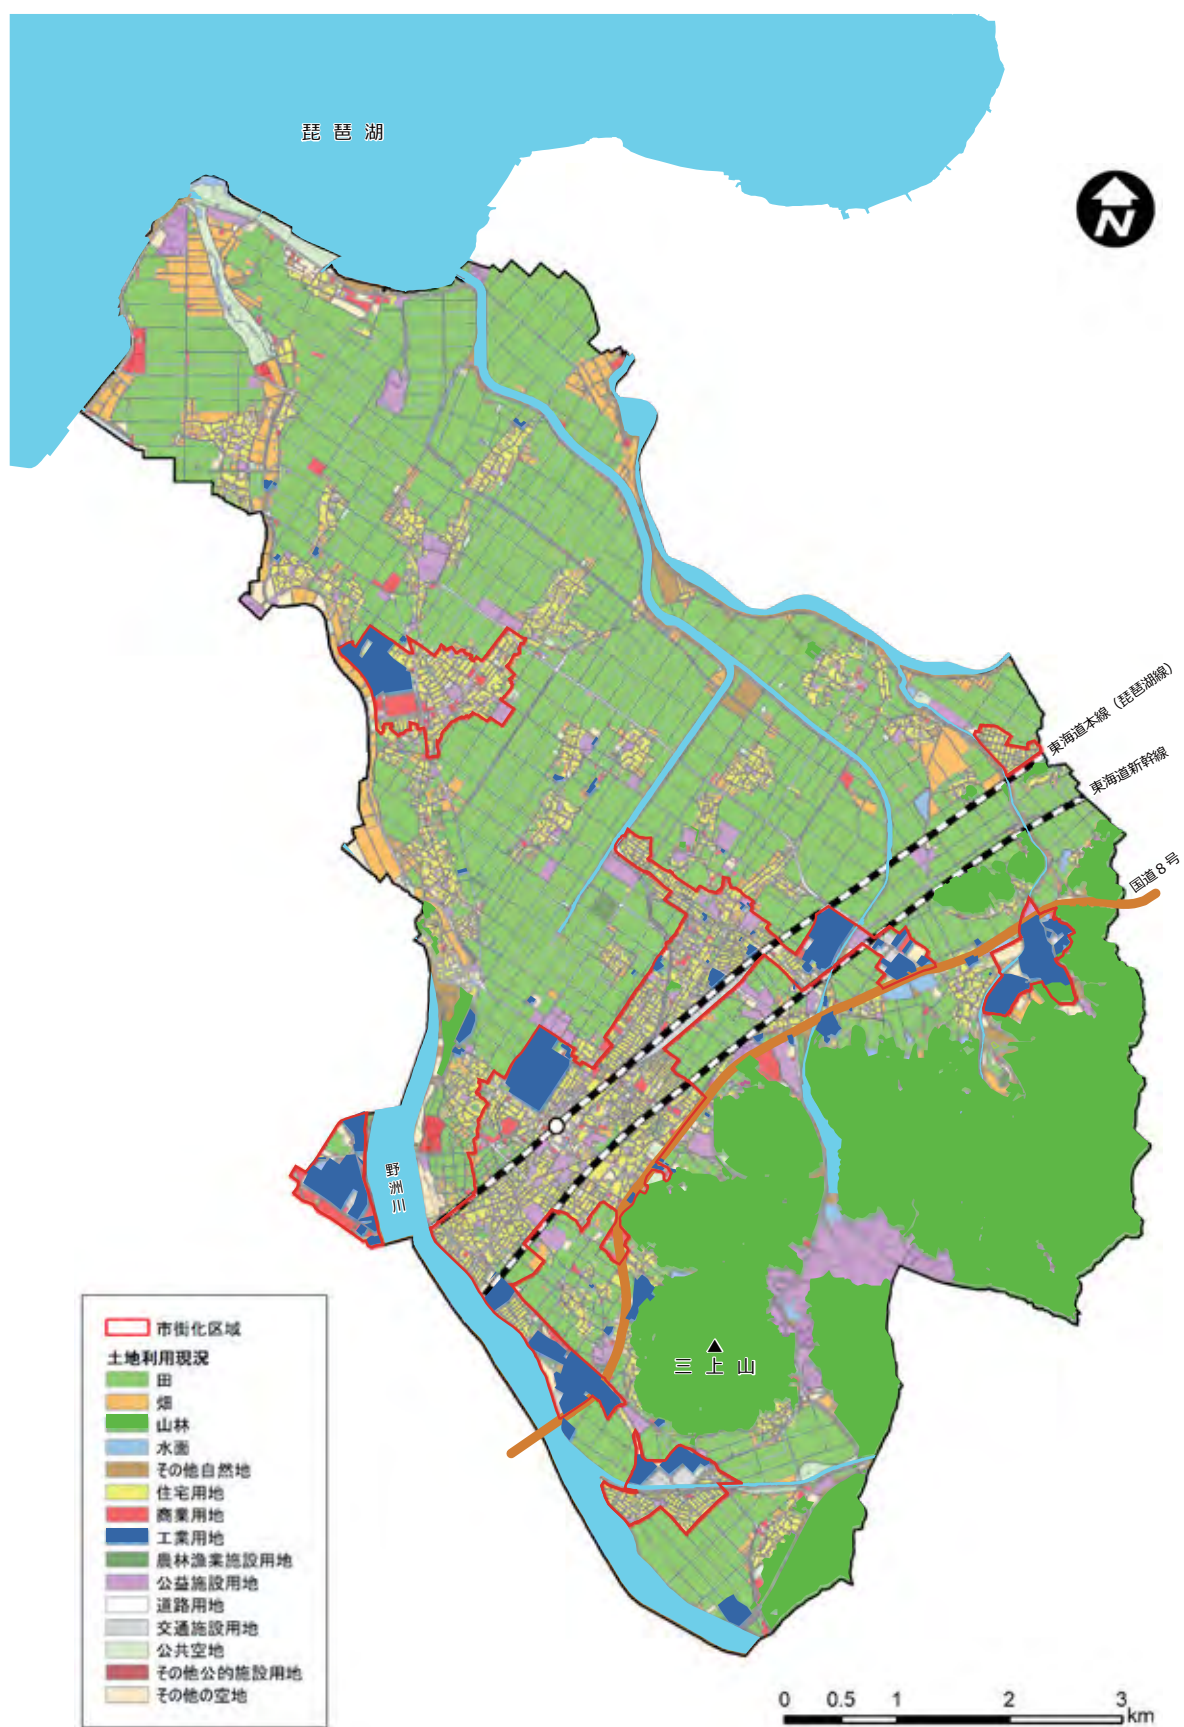 琵琶湖
N
東海道本線（琵琶湖線）
東海道新幹線
国道８号
野洲川
三上山
市街化区域
土地利用現況
田
畑
山林
水面
その他自然地
住宅用地
商業用地
工業用地
農林漁業施設用地
公益施設用地
道路用地
交通施設用地
公共空地
その他公的施設用地
その他の空地
0 0.5 1 2 3
km